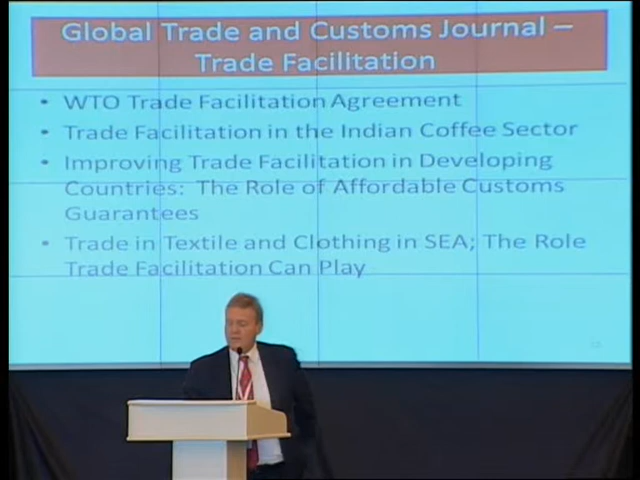 Global Trade and Customs Journal –
Trade Facilitation
• WTO Trade Facilitation Agreement
• Trade Facilitation in the Indian Coffee Sector
• Improving Trade Facilitation in Developing
Countries: The Role of Affordable Customs
Guarantees
• Trade in Textile and Clothing in SEA; The Role
Trade Facilitation Can Play